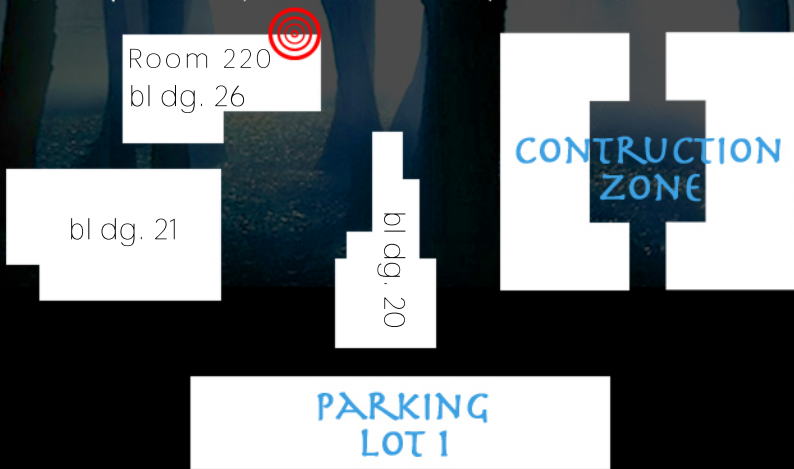 Room 220
bldg. 26
CONTRUCTION
ZONE
bldg. 21
bldg. 20
PARKING
LOT 1